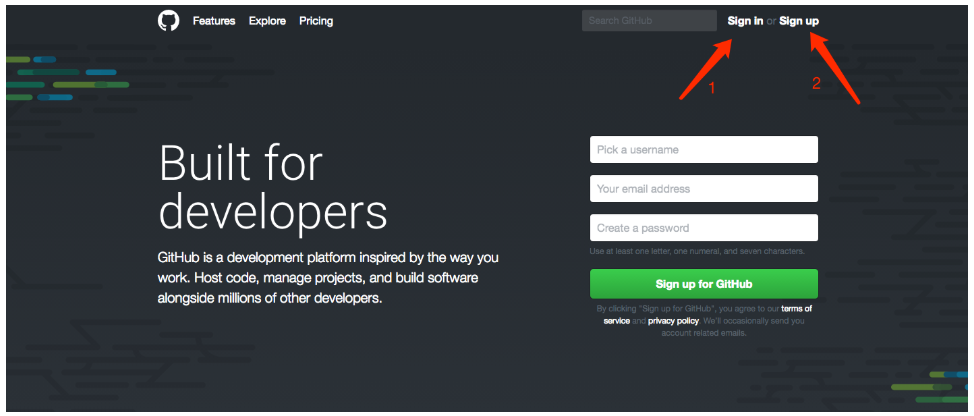 Features Explore Pricing Search GitHub Sign in or Sign up
1
2
Built for
developers
GitHub is a development platform inspired by the way you
work. Host code, manage projects, and build software
alongside millions of other developers.
Pick a username
Your email address
Create a password
Use at least one letter, one numeral, and seven characters.
Sign up for GitHub
By clicking "Sign up for GitHub", you agree to our terms of
service and privacy policy. We'll occasionally send you
account related emails.